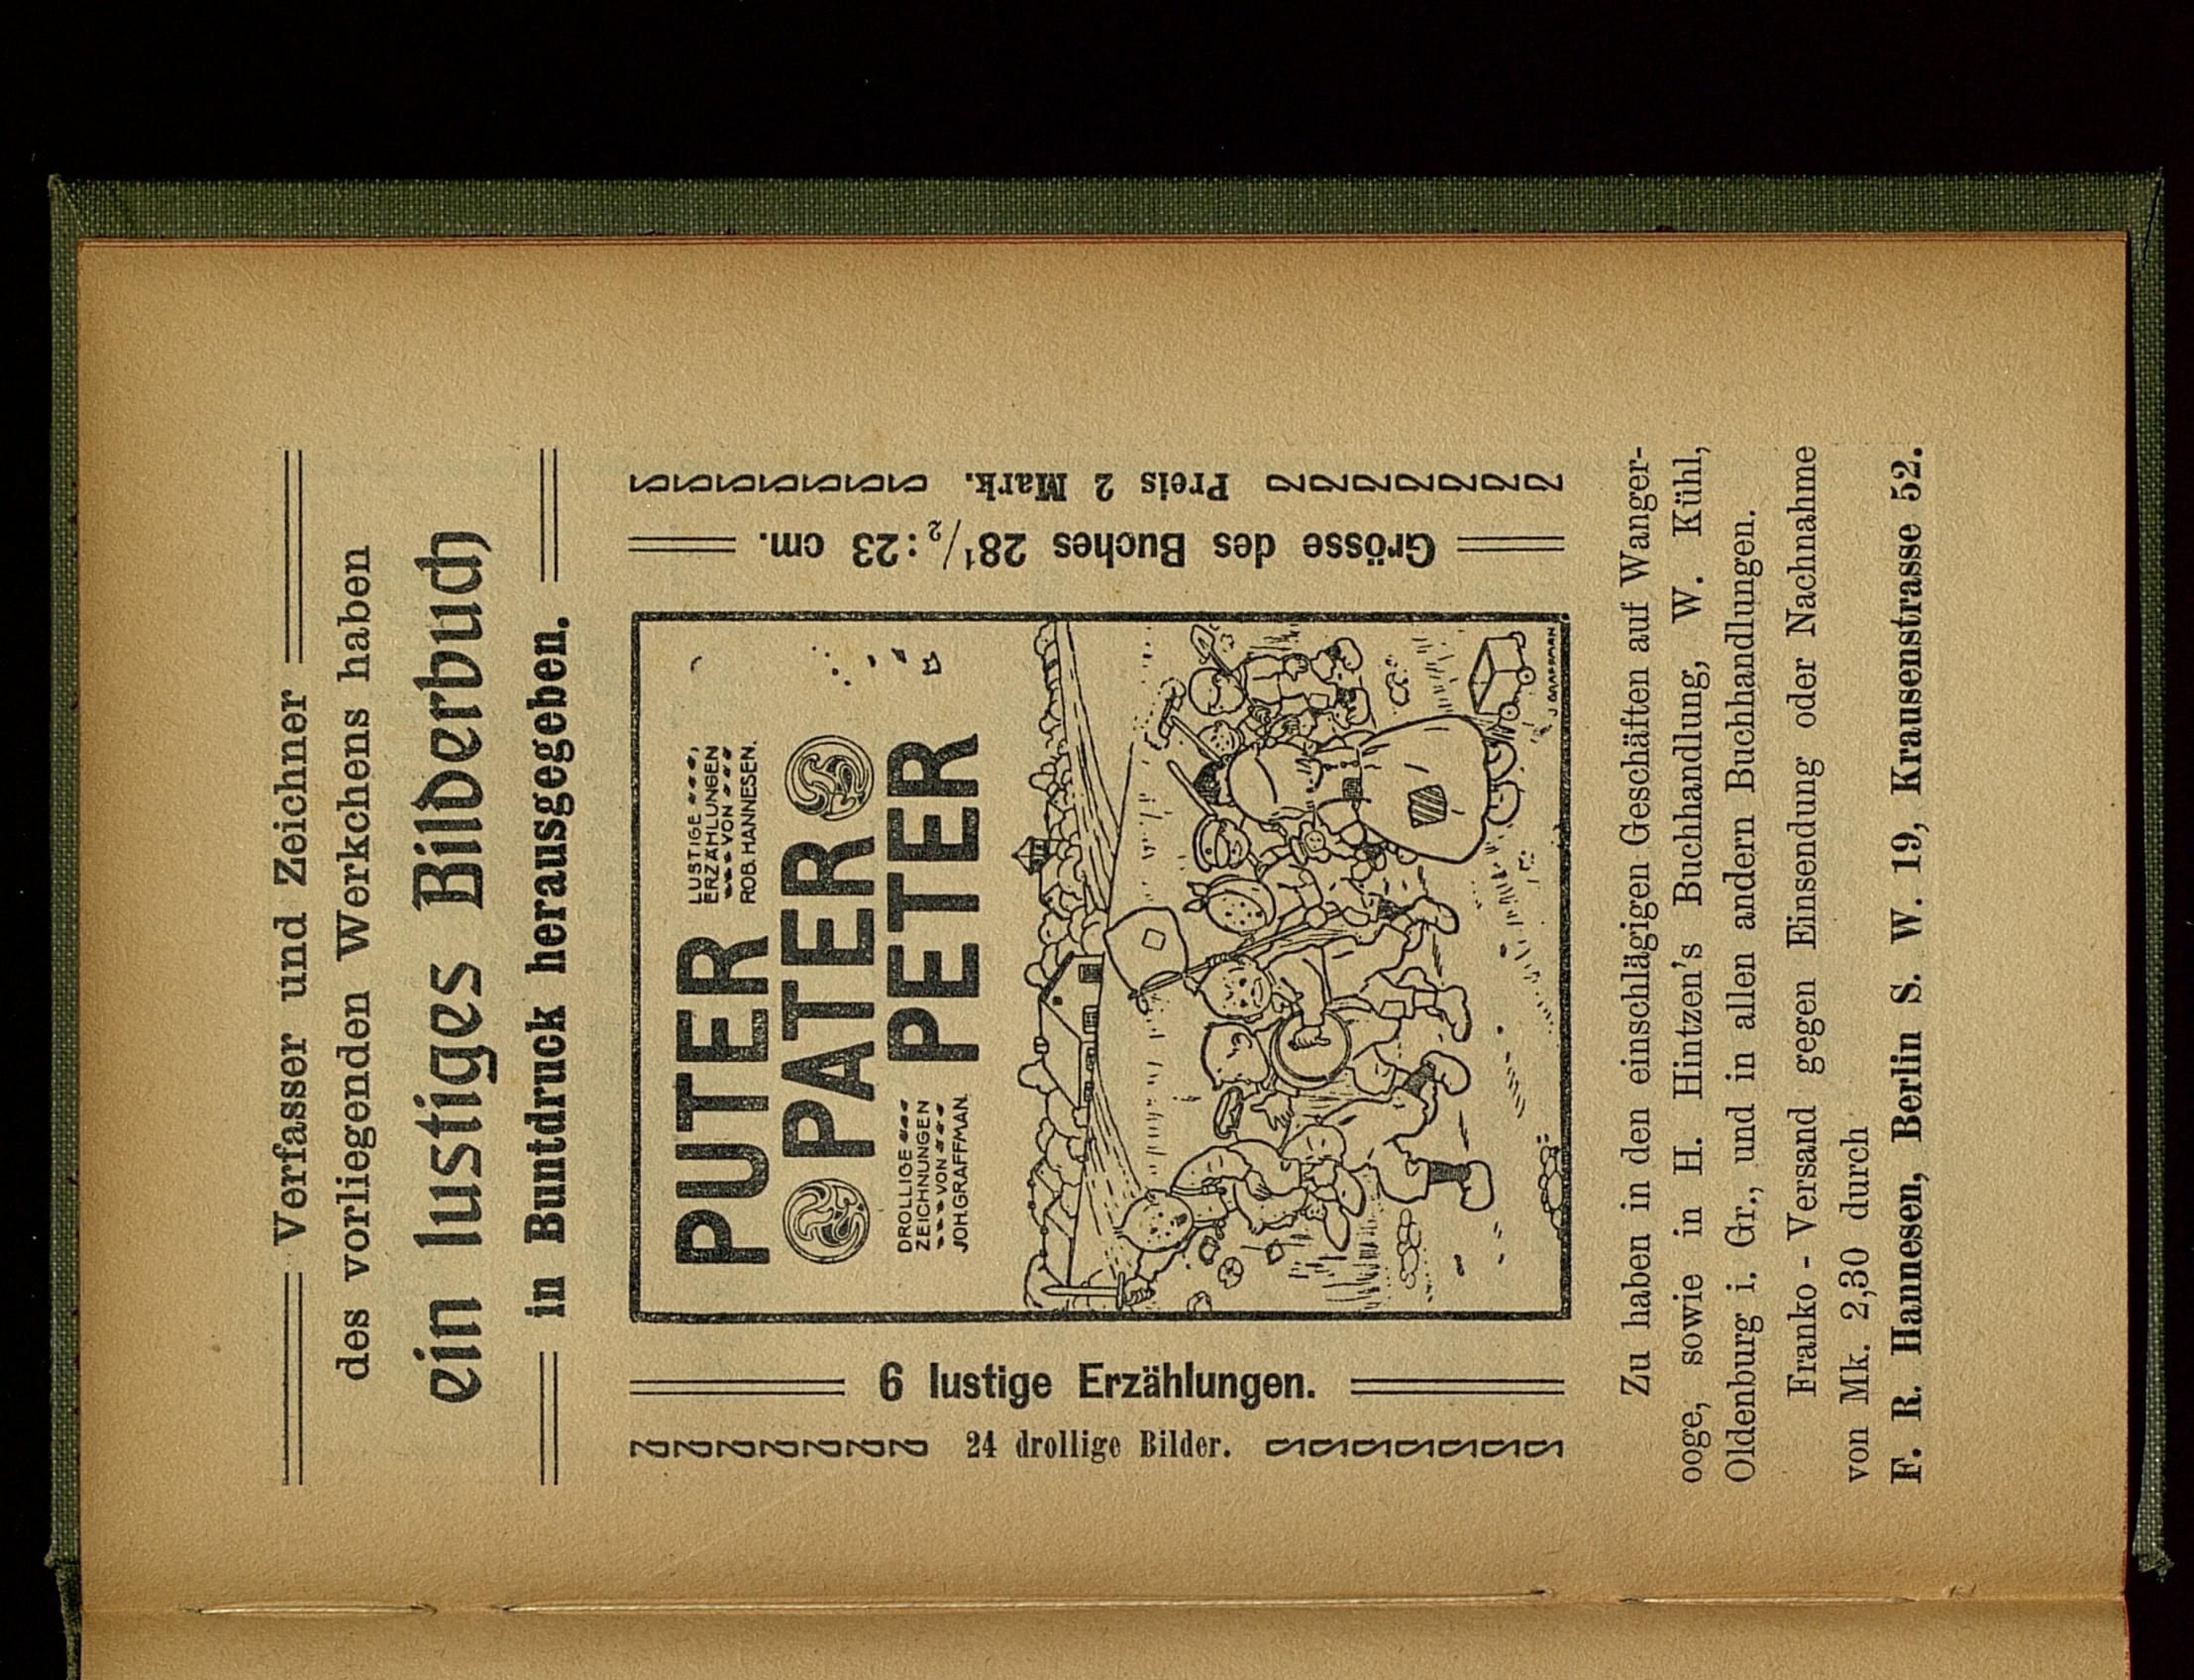 Verfasser und Zeichner
des vorliegenden Werkchens haben
ein lustiges Bilderbuch
in Buntdruck herausgegeben.
24 drollige Bilder.
6 lustige Erzählungen.
PUTER
LUSTIGE
ERZÄHLUNGEN
VON
ROB. HANNESEN.
PATER
DROLLIGE
ZEICHNUNGEN
VON
JOH. GRAFFMAN.
PETER
J GRAFFMAN
Grösse des Buches 28¹/₂ : 23 cm.
Preis 2 Mark.
Zu haben in den einschlägigen Geschäften auf Wanger-
ooge, sowie in H. Hintzen's Buchhandlung, W. Kühl,
Oldenburg i. Gr., und in allen andern Buchhandlungen.
Franko - Versand gegen Einsendung oder Nachnahme
von Mk. 2,30 durch
F. R. Hannesen, Berlin S. W. 19, Krausenstrasse 52.